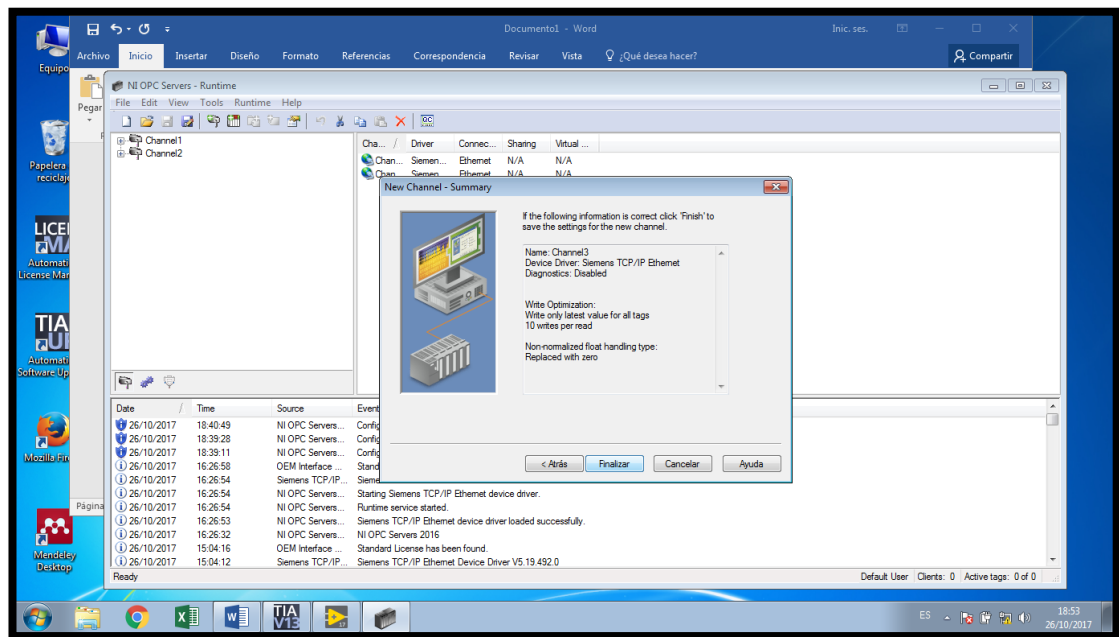 Documento1 - Word
Inic. ses.
Archivo Inicio Insertar Diseño Formato Referencias Correspondencia Revisar Vista ¿Qué desea hacer? Compartir
Equipo
Pegar
Papelera
reciclaje
Automati
License Mar
TIA
Automati
Software Up
Mozilla Fir
Mendeley
Desktop
Página
NI OPC Servers - Runtime
File Edit View Tools Runtime Help
Channel1
Channel2
Cha... / Driver Connec... Sharing Virtual ...
Chan... Siemen... Ethernet N/A N/A
Chan... Siemen... Ethernet N/A N/A
New Channel - Summary
If the following information is correct click 'Finish' to
save the settings for the new channel.
Name: Channel3
Device Driver: Siemens TCP/IP Ethernet
Diagnostics: Disabled
Write Optimization:
Write only latest value for all tags
10 writes per read
Non-normalized float handling type:
Replaced with zero
< Atrás Finalizar Cancelar Ayuda
Date / Time Source Event
26/10/2017 18:40:49 NI OPC Servers... Config
26/10/2017 18:39:28 NI OPC Servers... Config
26/10/2017 18:39:11 NI OPC Servers... Config
26/10/2017 16:26:58 OEM Interface ... Stand
26/10/2017 16:26:54 Siemens TCP/IP... Sieme
26/10/2017 16:26:54 NI OPC Servers... Starting Siemens TCP/IP Ethernet device driver.
26/10/2017 16:26:54 NI OPC Servers... Runtime service started.
26/10/2017 16:26:53 NI OPC Servers... Siemens TCP/IP Ethernet device driver loaded successfully.
26/10/2017 16:26:32 NI OPC Servers... NI OPC Servers 2016
26/10/2017 15:04:16 OEM Interface ... Standard License has been found.
26/10/2017 15:04:12 Siemens TCP/IP... Siemens TCP/IP Ethernet Device Driver V5.19.492.0
Ready
Default User Clients: 0 Active tags: 0 of 0
TIA
V13
ES
18:53
26/10/2017